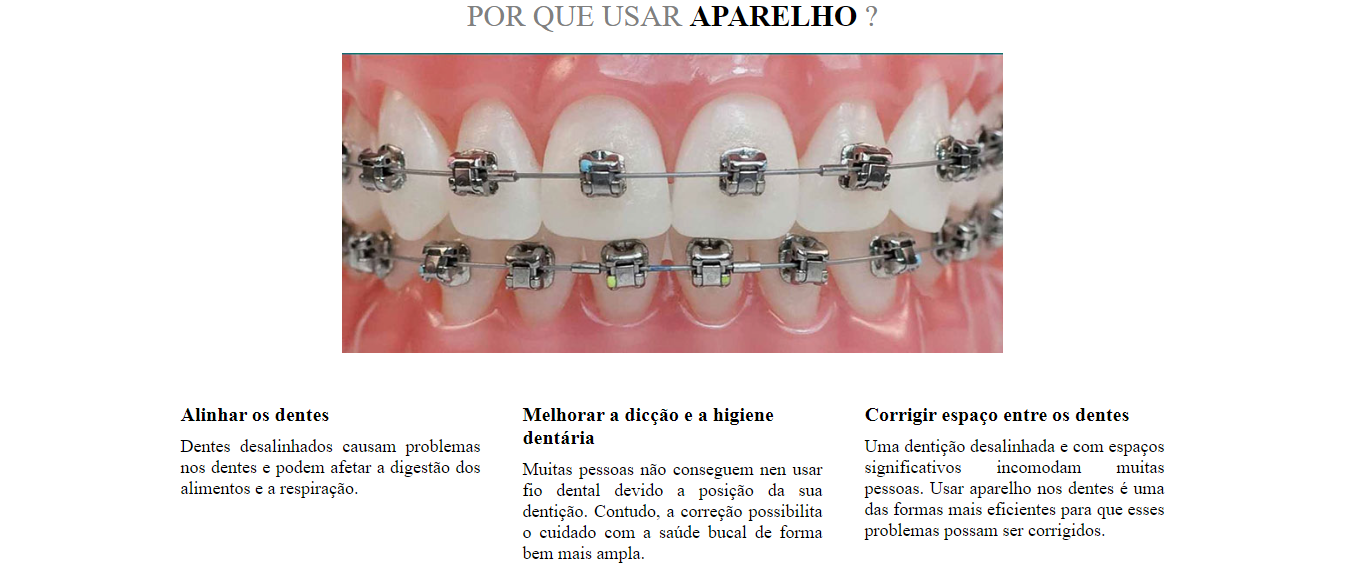 POR QUE USAR APARELHO ?
Alinhar os dentes
Dentes desalinhados causam problemas
nos dentes e podem afetar a digestão dos
alimentos e a respiração.
Melhorar a dicção e a higiene
dentária
Muitas pessoas não conseguem nen usar
fio dental devido a posição da sua
dentição. Contudo, a correção possibilita
o cuidado com a saúde bucal de forma
bem mais ampla.
Corrigir espaço entre os dentes
Uma dentição desalinhada e com espaços
significativos incomodam muitas
pessoas. Usar aparelho nos dentes é uma
das formas mais eficientes para que esses
problemas possam ser corrigidos.